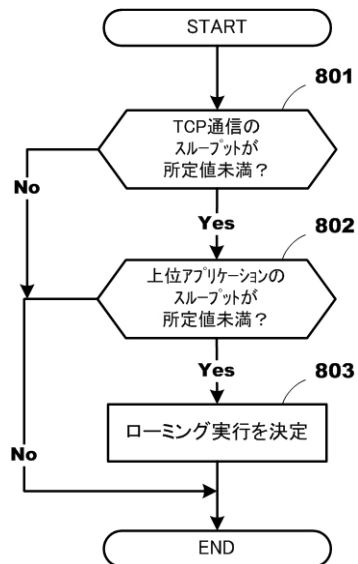 START
801
TCP通信の
スループットが
所定値未満？
No
Yes
802
上位アプリケーションの
スループットが
所定値未満？
Yes
803
ローミング実行を決定
No
END